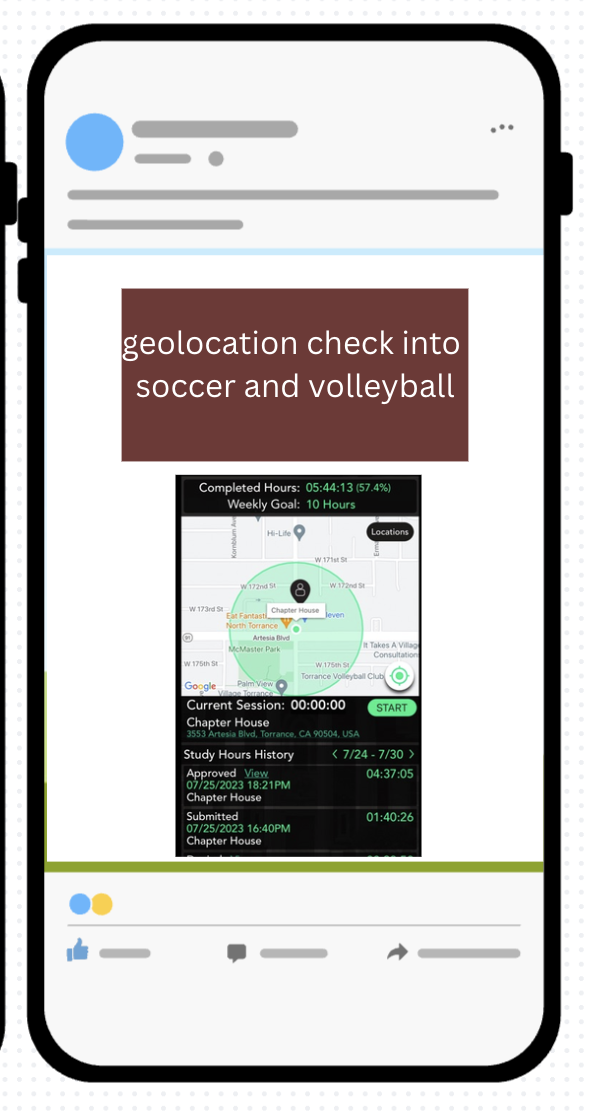 geolocation check into
soccer and volleyball
Completed Hours: 05:44:13 (57.4%)
Weekly Goal: 10 Hours
Kornblum Ave
Hi-Life
Locations
W 171st St
W 172nd St
W 172nd St
W 173rd St
Chapter House
Eat Fantastic
North Torrance
leven
Artesia Blvd
91
McMaster Park
It Takes A Village
Consultation
W 175th St
W 175th St
Torrance Volleyball Club
Google
Palm View
Village Torrance
Current Session: 00:00:00
START
Chapter House
3553 Artesia Blvd, Torrance, CA 90504, USA
Study Hours History
< 7/24 - 7/30 >
Approved View
04:37:05
07/25/2023 18:21PM
Chapter House
Submitted
01:40:26
07/25/2023 16:40PM
Chapter House